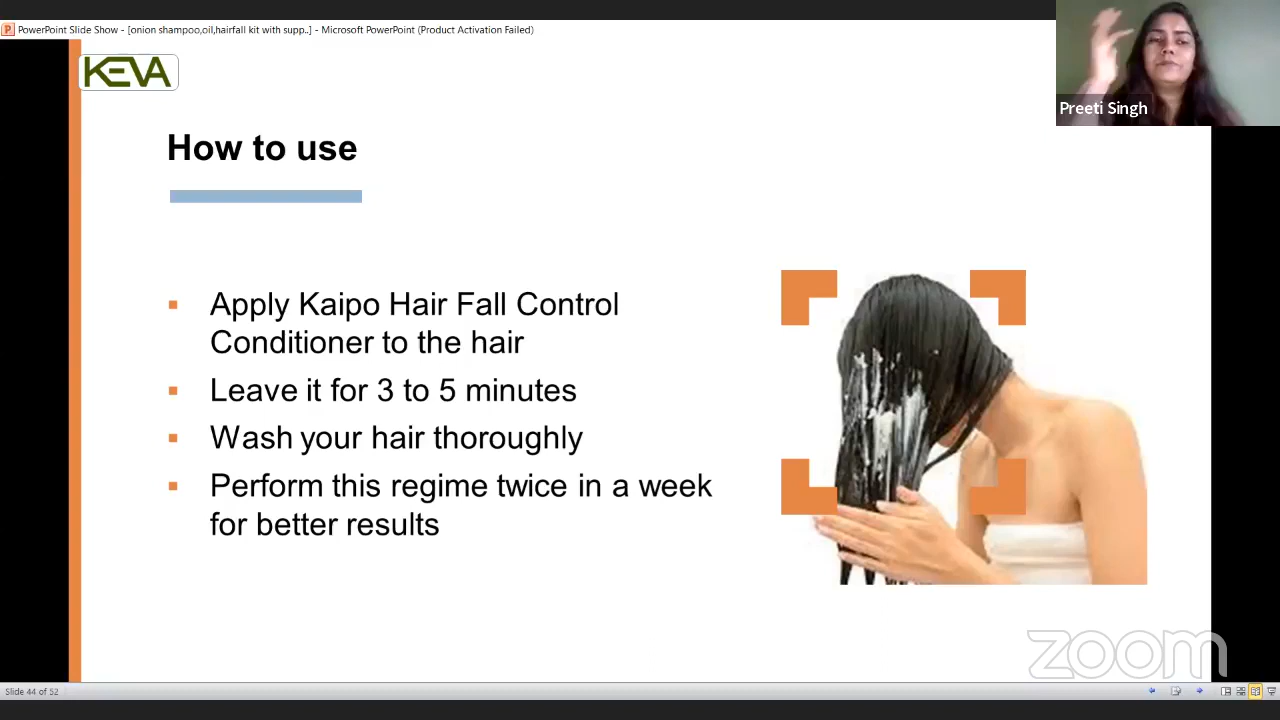 PowerPoint Slide Show - [onion shampoo,oil,hairfall kit with supp..] - Microsoft PowerPoint (Product Activation Failed)
KEVA
Preeti Singh
How to use
Apply Kaipo Hair Fall Control
Conditioner to the hair
Leave it for 3 to 5 minutes
Wash your hair thoroughly
Perform this regime twice in a week
for better results
zoom
Slide 44 of 52